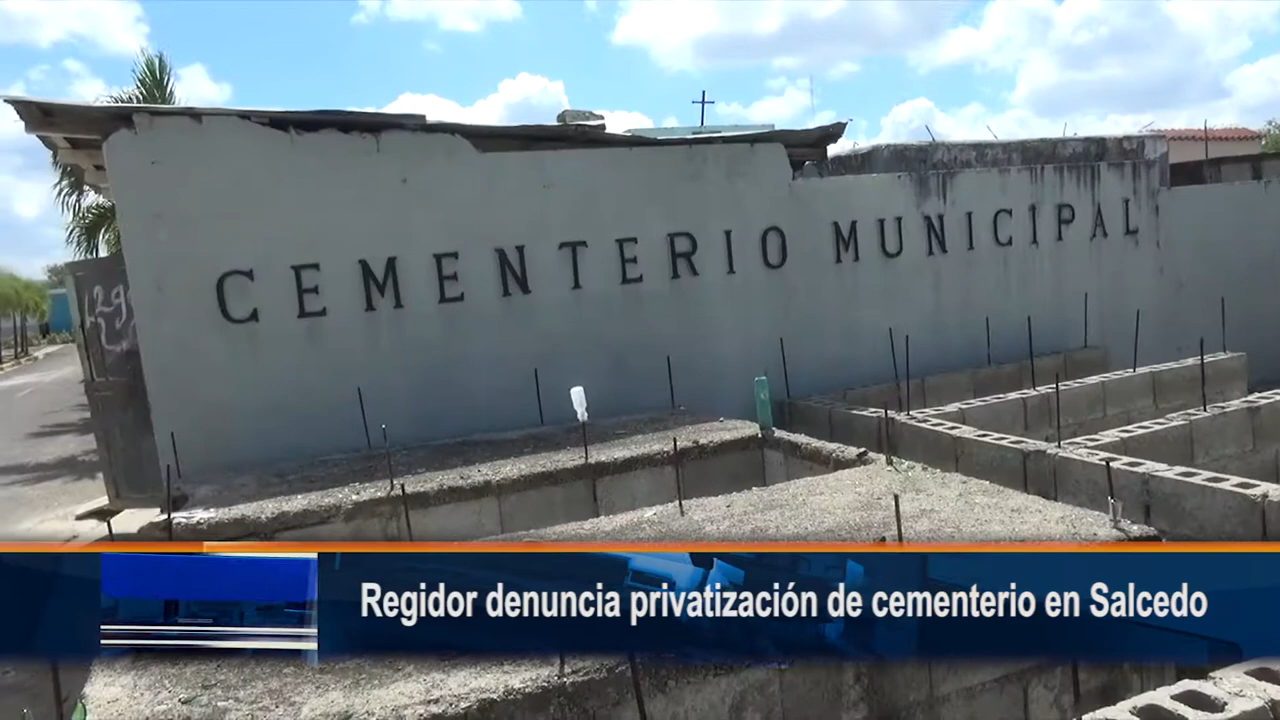 CEMENTERIO MUNICIPAL
Regidor denuncia privatización de cementerio en Salcedo